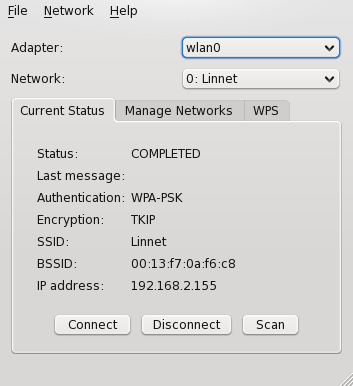 File Network Help
Adapter: wlan0
Network: 0: Linnet
Current Status Manage Networks WPS
Status: COMPLETED
Last message:
Authentication: WPA-PSK
Encryption: TKIP
SSID: Linnet
BSSID: 00:13:f7:0a:f6:c8
IP address: 192.168.2.155
Connect Disconnect Scan